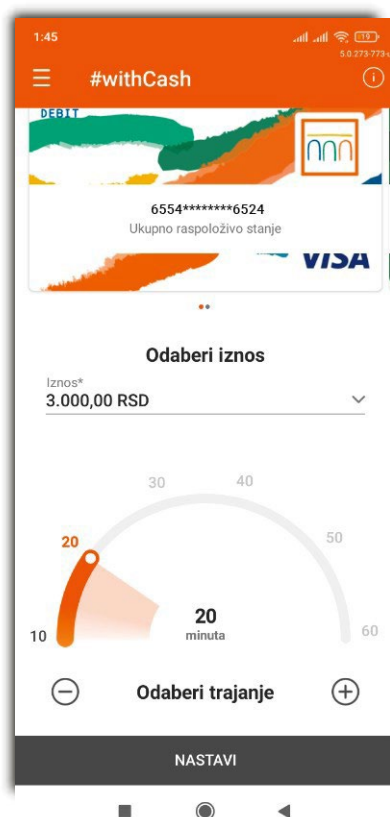 1:45
19
5.0.273-773-
#withCash
DEBIT
6554********6524
Ukupno raspoloživo stanje
VISA
Odaberi iznos
Iznos*
3.000,00 RSD
30
40
20
50
20
minuta
10
60
Odaberi trajanje
NASTAVI